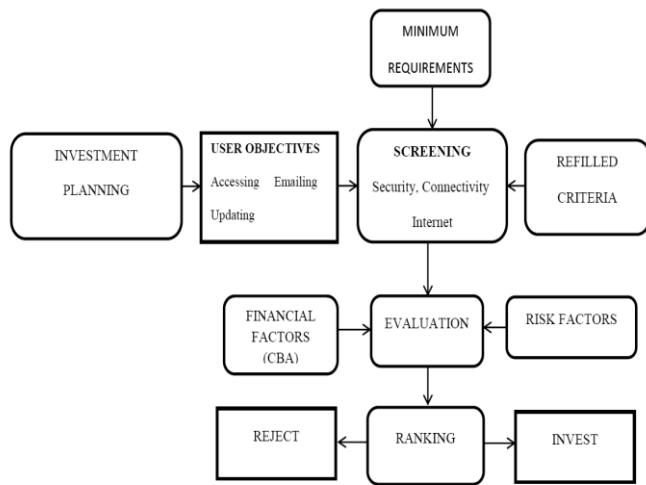 MINIMUM
REQUIREMENTS
INVESTMENT
PLANNING
USER OBJECTIVES
Accessing Emailing
Updating
SCREENING
Security, Connectivity
Internet
REFILLED
CRITERIA
FINANCIAL
FACTORS
(CBA)
EVALUATION
RISK FACTORS
REJECT
RANKING
INVEST